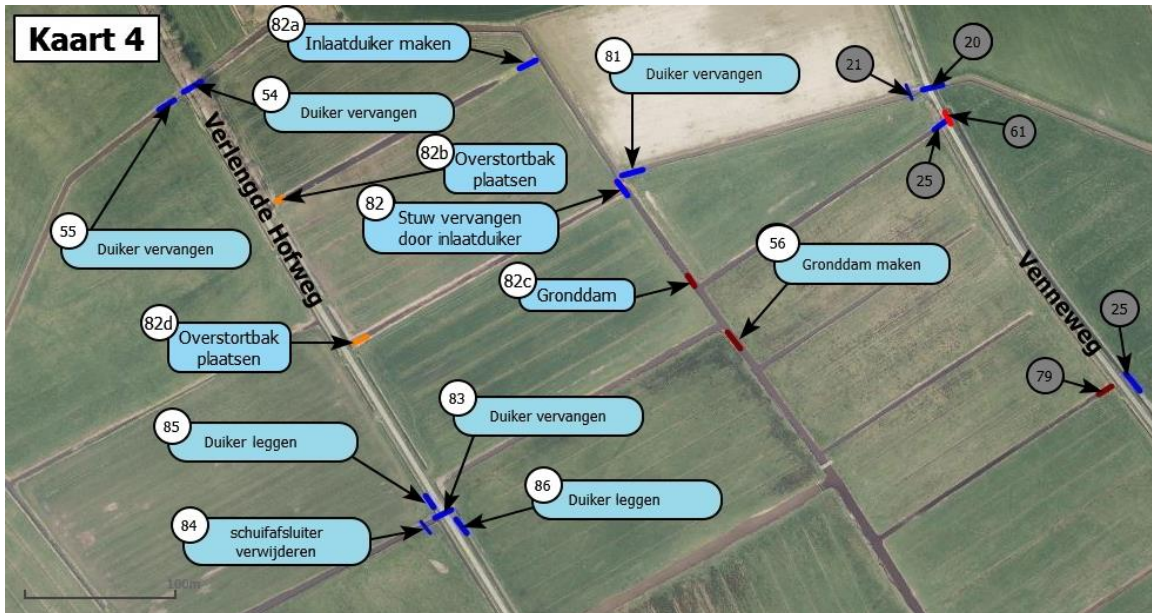 Kaart 4
82a
Inlaatduiker maken
54
Duiker vervangen
81
Duiker vervangen
20
21
61
25
82b
Overstortbak
plaatsen
82
Stuw vervangen
door inlaatduiker
55
Duiker vervangen
Verlengde Hofweg
82c
Gronddam
56
Gronddam maken
Venneweg
82d
Overstortbak
plaatsen
25
79
83
Duiker vervangen
85
Duiker leggen
86
Duiker leggen
84
schuifafsluiter
verwijderen
100m